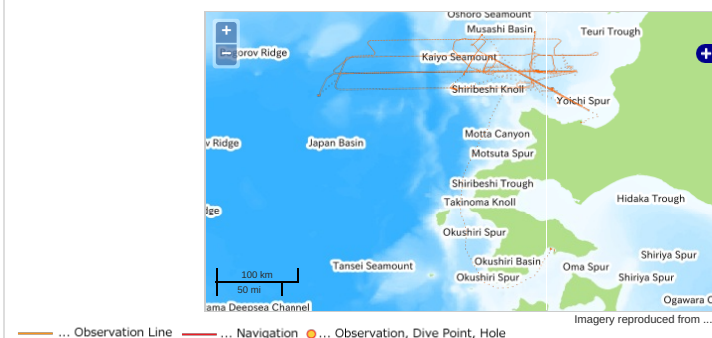 Oshoro Seamount
+
Musashi Basin
Teuri Trough
−
Bogorov Ridge
Kaiyo Seamount
+
Shiribeshi Knoll
Yoichi Spur
Motta Canyon
v Ridge
Japan Basin
Motsuta Spur
Shiribeshi Trough
Hidaka Trough
Takinoma Knoll
dge
Okushiri Spur
Shiriya Spur
Okushiri Basin
Tansei Seamount
Oma Spur
100 km
Okushiri Spur
Shiriya Spur
50 mi
Ogawara C
ama Deepsea Channel
Imagery reproduced from ...
... Observation Line ... Navigation ... Observation, Dive Point, Hole